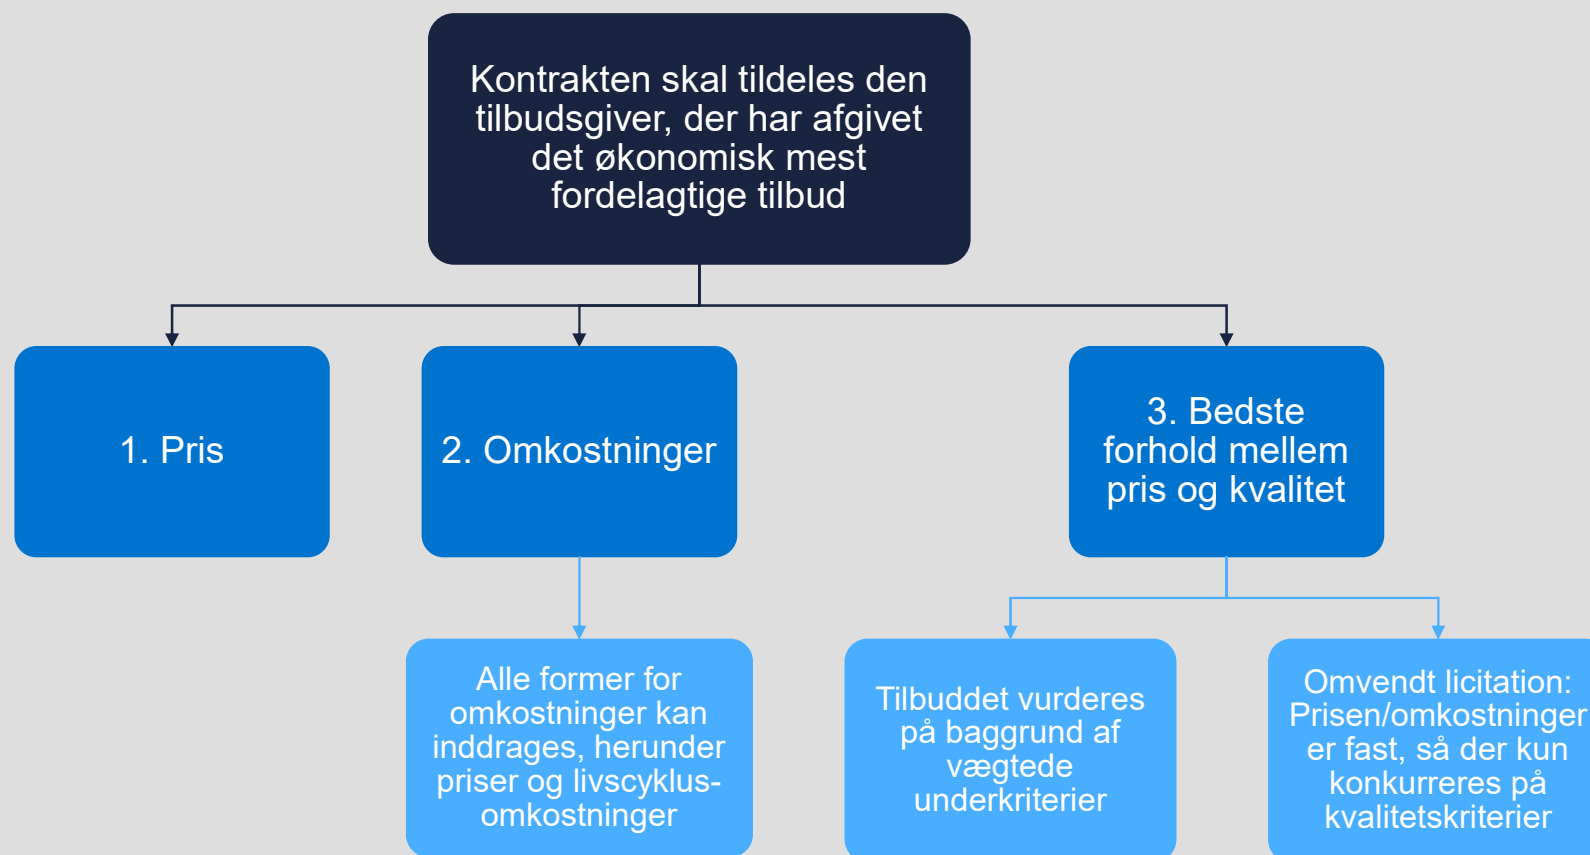 Kontrakten skal tildeles den
tilbudsgiver, der har afgivet
det økonomisk mest
fordelagtige tilbud
1. Pris
2. Omkostninger
3. Bedste
forhold mellem
pris og kvalitet
Alle former for
omkostninger kan
inddrages, herunder
priser og livscyklus-
omkostninger
Tilbuddet vurderes
på baggrund af
vægtede
underkriterier
Omvendt licitation:
Prisen/omkostninger
er fast, så der kun
konkurreres på
kvalitetskriterier